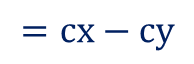 = cx − cy